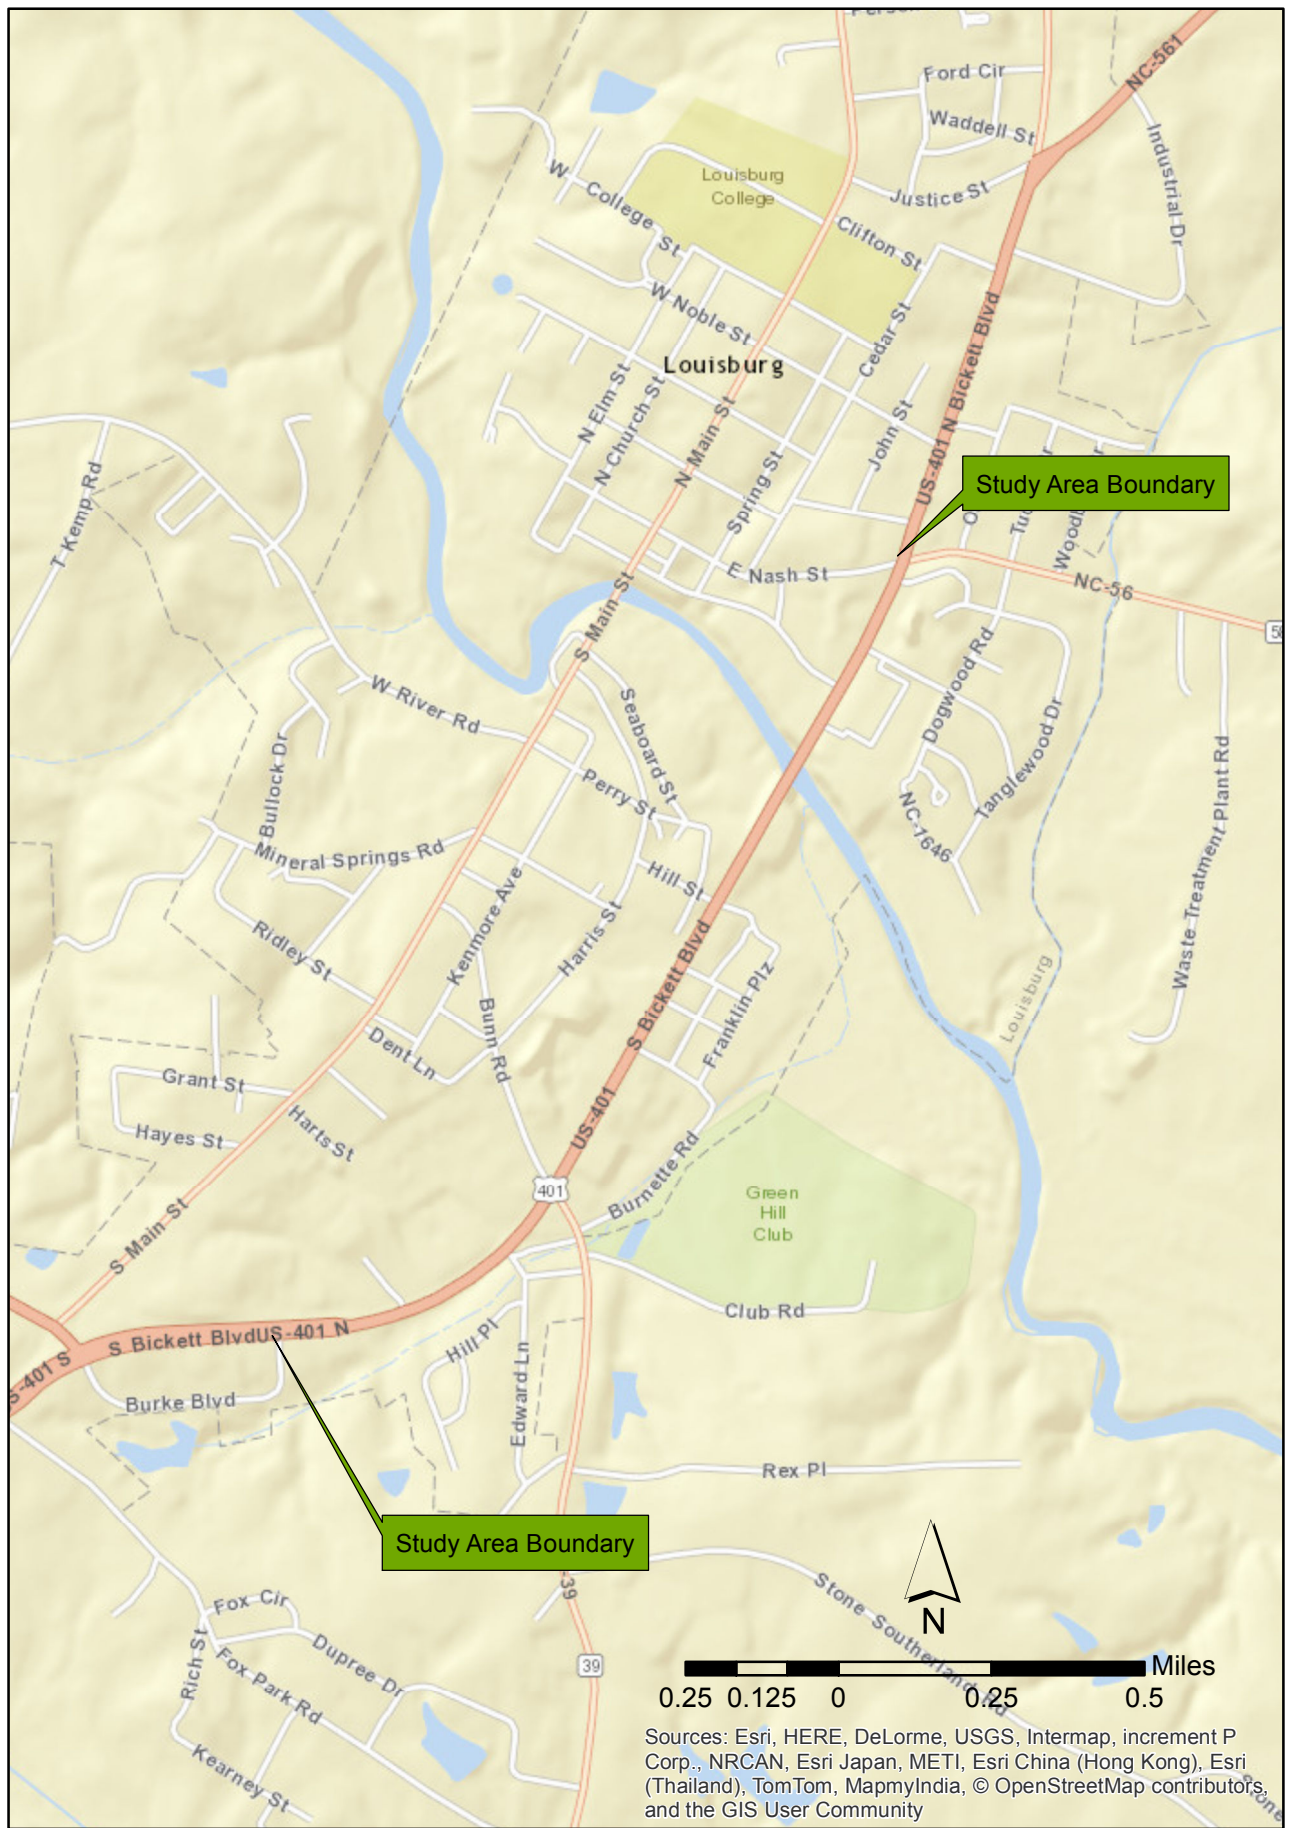 NC-561
Ford Cir
Waddell St
Industrial Dr
Louisburg
College
Justice St
W College St
Clifton St
W Noble St
US-401 N Bickett Blvd
Cedar St
Louisburg
N Elm St
N Church St
N Main St
John St
Spring St
T Kemp Rd
Study Area Boundary
E Nash St
NC-56
S Main St
W River Rd
Seaboard St
Dogwood Rd
Tanglewood Dr
Bullock Dr
Perry St
NC-1646
Waste Treatment Plant Rd
Mineral Springs Rd
Hill St
Kenmore Ave
Harris St
Ridley St
S Bickett Blvd
Franklin Plz
Louisburg
Bunn Rd
Dent Ln
Grant St
Harts St
Hayes St
US-401
401
Burnette Rd
Green
Hill
Club
S Main St
Club Rd
S Bickett Blvd
US-401 N
Hill Pl
Edward Ln
Burke Blvd
Rex Pl
Study Area Boundary
39
Stone Southerland Rd
Fox Cir
Rich St
Dupree Dr
Fox Park Rd
39
Kearney St
N
Miles
0.25 0.125 0 0.25 0.5
Sources: Esri, HERE, DeLorme, USGS, Intermap, increment P
Corp., NRCAN, Esri Japan, METI, Esri China (Hong Kong), Esri
(Thailand), TomTom, MapmyIndia, © OpenStreetMap contributors,
and the GIS User Community